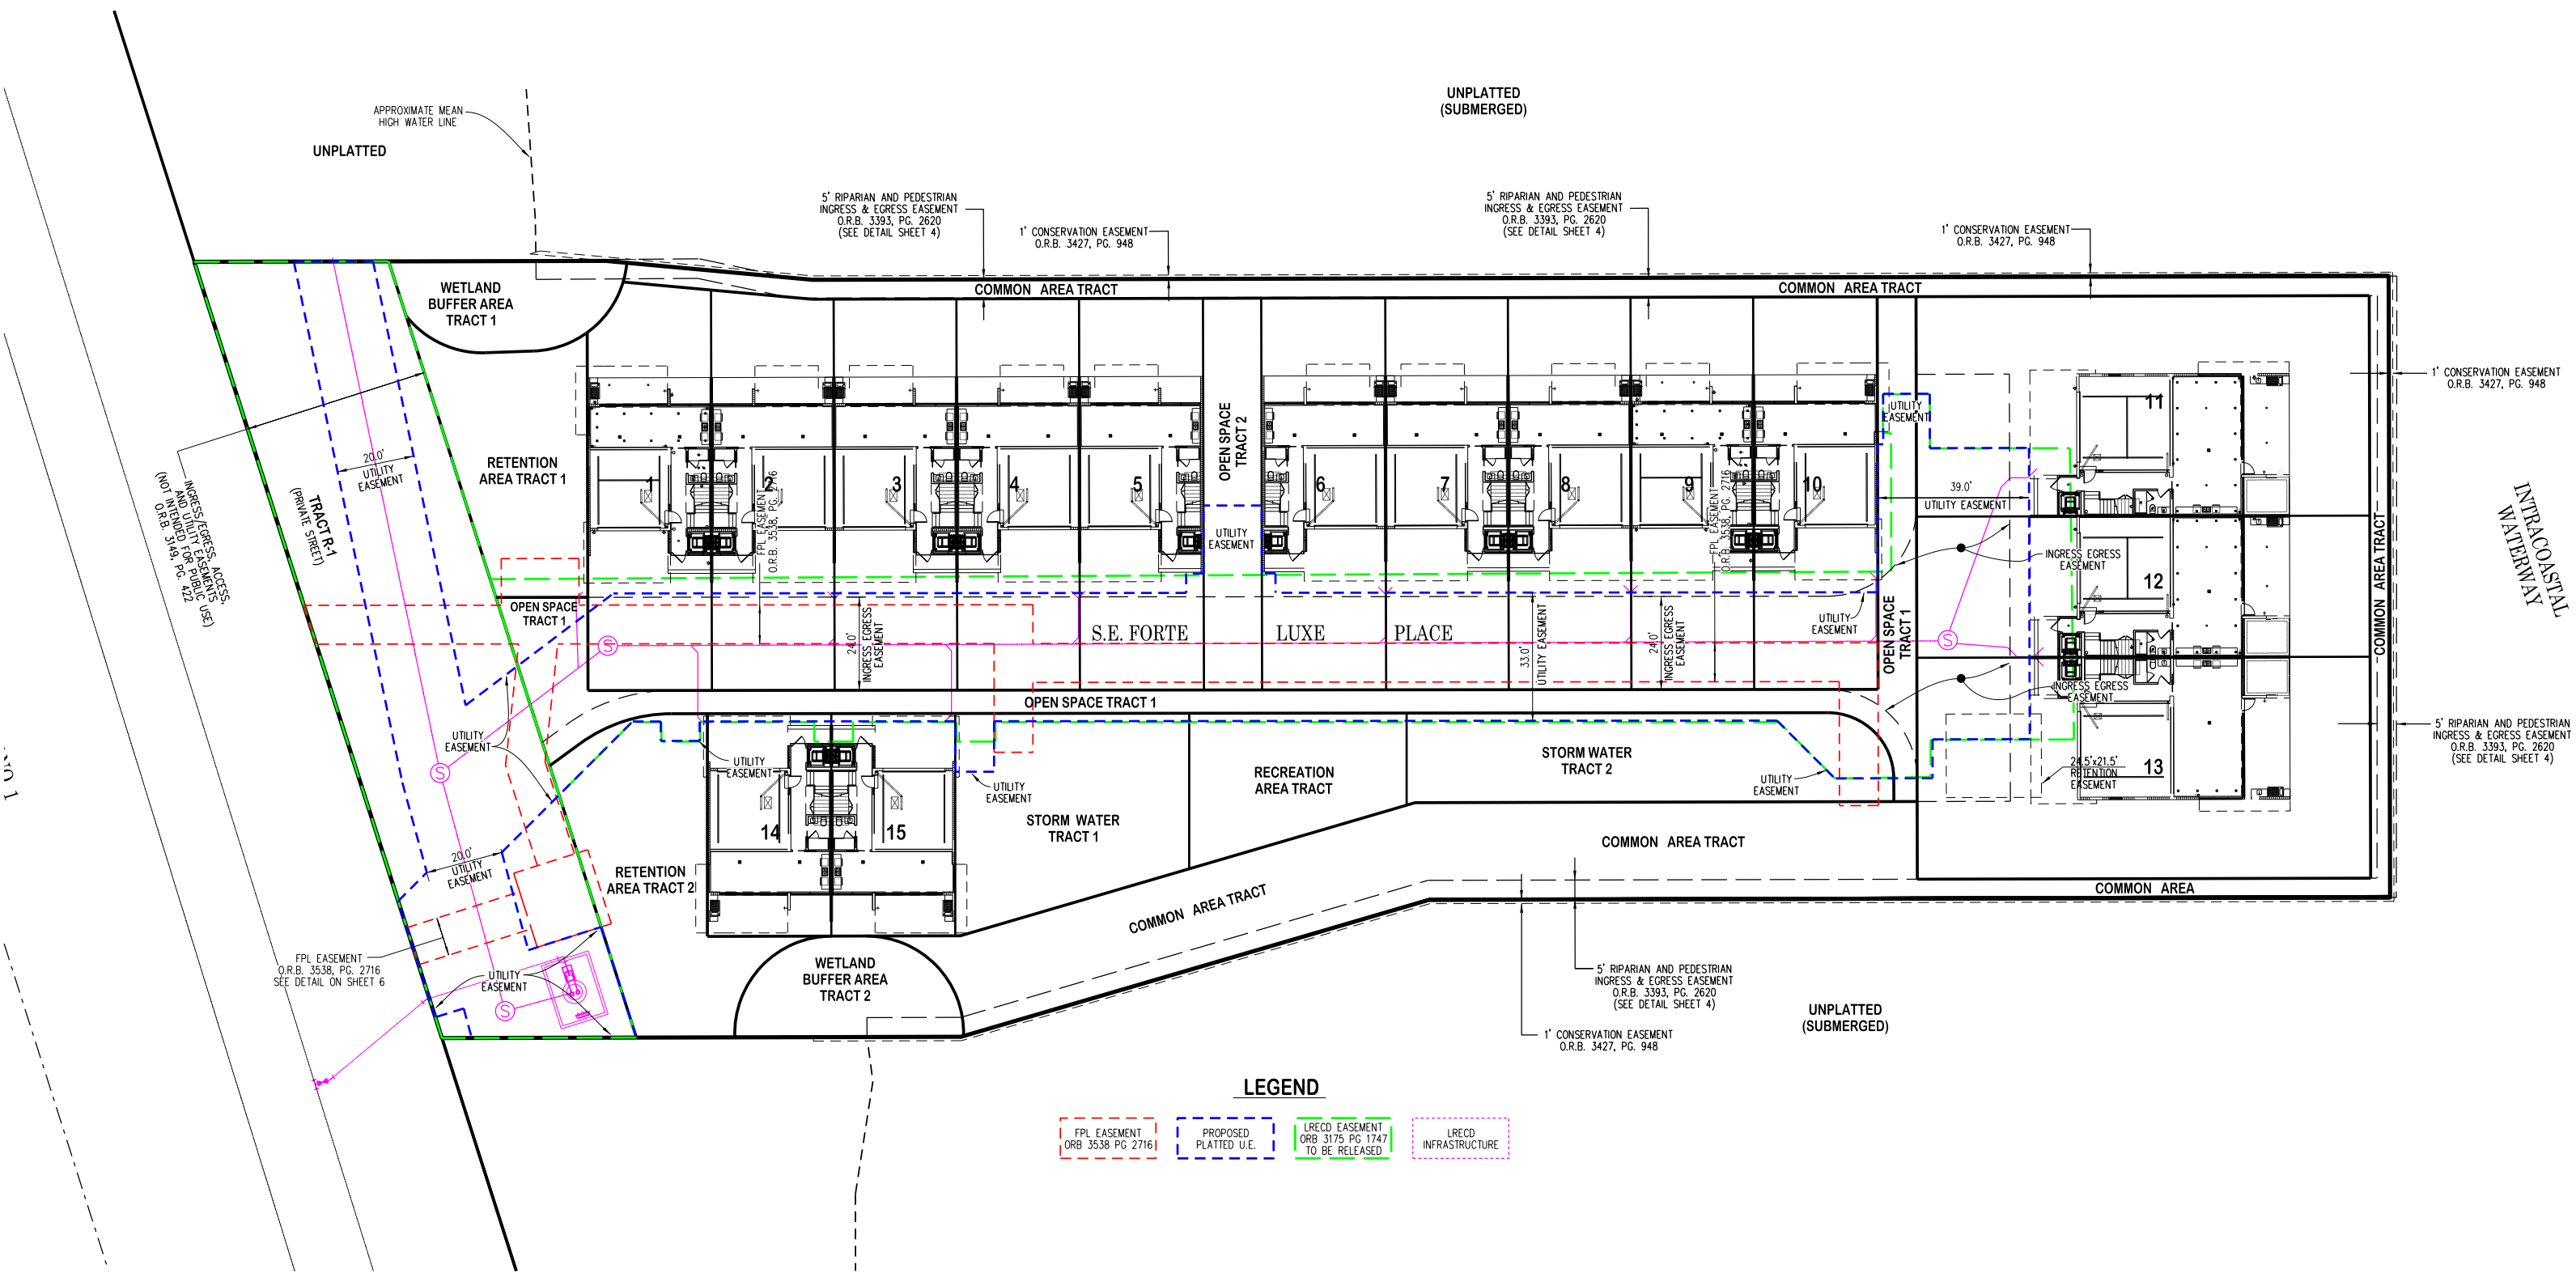 UNPLATTED
(SUBMERGED)
APPROXIMATE MEAN
HIGH WATER LINE
UNPLATTED
5' RIPARIAN AND PEDESTRIAN
INGRESS & EGRESS EASEMENT
O.R.B. 3393, PG. 2620
(SEE DETAIL SHEET 4)
1' CONSERVATION EASEMENT
O.R.B. 3427, PG. 948
5' RIPARIAN AND PEDESTRIAN
INGRESS & EGRESS EASEMENT
O.R.B. 3393, PG. 2620
(SEE DETAIL SHEET 4)
1' CONSERVATION EASEMENT
O.R.B. 3427, PG. 948
WETLAND
BUFFER AREA
TRACT 1
COMMON AREA TRACT
COMMON AREA TRACT
1' CONSERVATION EASEMENT
O.R.B. 3427, PG. 948
OPEN SPACE
TRACT 2
UTILITY
EASEMENT
11
20.0'
UTILITY
EASEMENT
RETENTION
AREA TRACT 1
1
2
3
4
5
6
7
8
9
10
39.0'
UTILITY EASEMENT
INTRACOASTAL
WATERWAY
TRACT R-1
(PRIVATE STREET)
INGRESS/EGRESS, ACCESS,
AND UTILITY EASEMENTS
(NOT INTENDED FOR PUBLIC USE)
O.R.B. 3149, PG. 422
FPL EASEMENT
O.R.B. 3538, PG. 2716
UTILITY
EASEMENT
FPL EASEMENT
O.R.B. 3538, PG. 2716
INGRESS EGRESS
EASEMENT
12
COMMON AREA TRACT
OPEN SPACE
TRACT 1
24.0'
INGRESS EGRESS
EASEMENT
S.E. FORTE LUXE PLACE
33.0'
UTILITY EASEMENT
24.0'
INGRESS EGRESS
EASEMENT
UTILITY
EASEMENT
OPEN SPACE
TRACT 1
S
S
INGRESS EGRESS
EASEMENT
OPEN SPACE TRACT 1
UTILITY
EASEMENT
S
UTILITY
EASEMENT
UTILITY
EASEMENT
RECREATION
AREA TRACT
STORM WATER
TRACT 2
UTILITY
EASEMENT
24.5'x21.5'
RETENTION
EASEMENT
13
5' RIPARIAN AND PEDESTRIAN
INGRESS & EGRESS EASEMENT
O.R.B. 3393, PG. 2620
(SEE DETAIL SHEET 4)
NO 1
14
15
STORM WATER
TRACT 1
COMMON AREA TRACT
20.0'
UTILITY
EASEMENT
RETENTION
AREA TRACT 2
COMMON AREA TRACT
COMMON AREA
FPL EASEMENT
O.R.B. 3538, PG. 2716
SEE DETAIL ON SHEET 6
UTILITY
EASEMENT
S
WETLAND
BUFFER AREA
TRACT 2
5' RIPARIAN AND PEDESTRIAN
INGRESS & EGRESS EASEMENT
O.R.B. 3393, PG. 2620
(SEE DETAIL SHEET 4)
1' CONSERVATION EASEMENT
O.R.B. 3427, PG. 948
UNPLATTED
(SUBMERGED)
LEGEND
FPL EASEMENT
ORB 3538 PG 2716
PROPOSED
PLATTED U.E.
LRECD EASEMENT
ORB 3175 PG 1747
TO BE RELEASED
LRECD
INFRASTRUCTURE